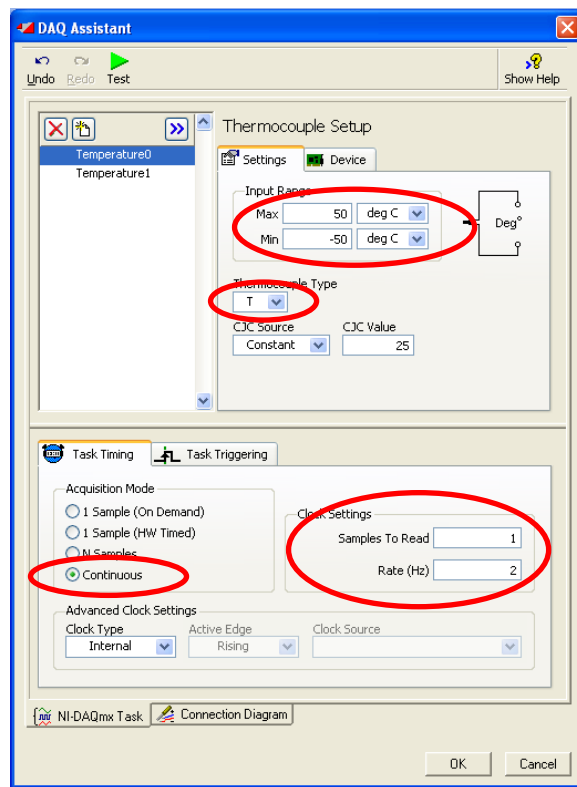 DAQ Assistant
Undo Redo Test Show Help
Temperature0
Temperature1
Thermocouple Setup
Settings Device
Input Range
Max 50 deg C
Min -50 deg C
Deg°
Thermocouple Type
T
CJC Source CJC Value
Constant 25
Task Timing Task Triggering
Acquisition Mode
1 Sample (On Demand)
1 Sample (HW Timed)
N Samples
Continuous
Clock Settings
Samples To Read 1
Rate (Hz) 2
Advanced Clock Settings
Clock Type Active Edge Clock Source
Internal Rising
NI-DAQmx Task Connection Diagram
OK Cancel